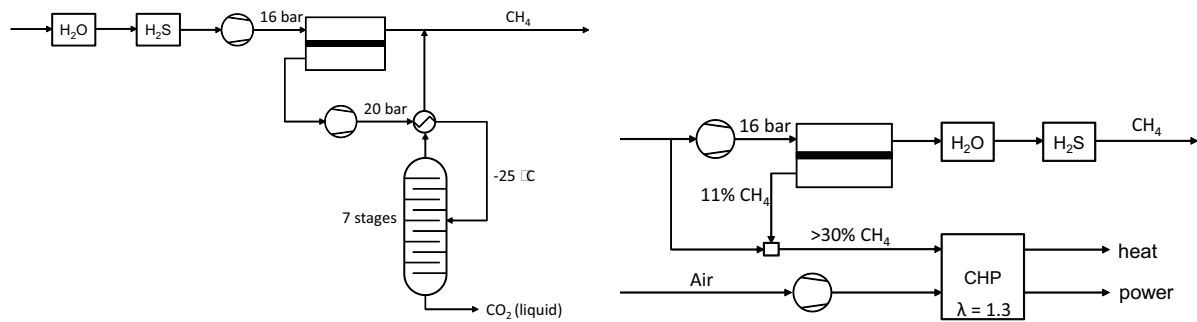 H₂O
H₂S
16 bar
CH₄
20 bar
-25 □C
7 stages
CO₂ (liquid)
16 bar
H₂O
H₂S
CH₄
11% CH₄
>30% CH₄
Air
CHP
λ = 1.3
heat
power